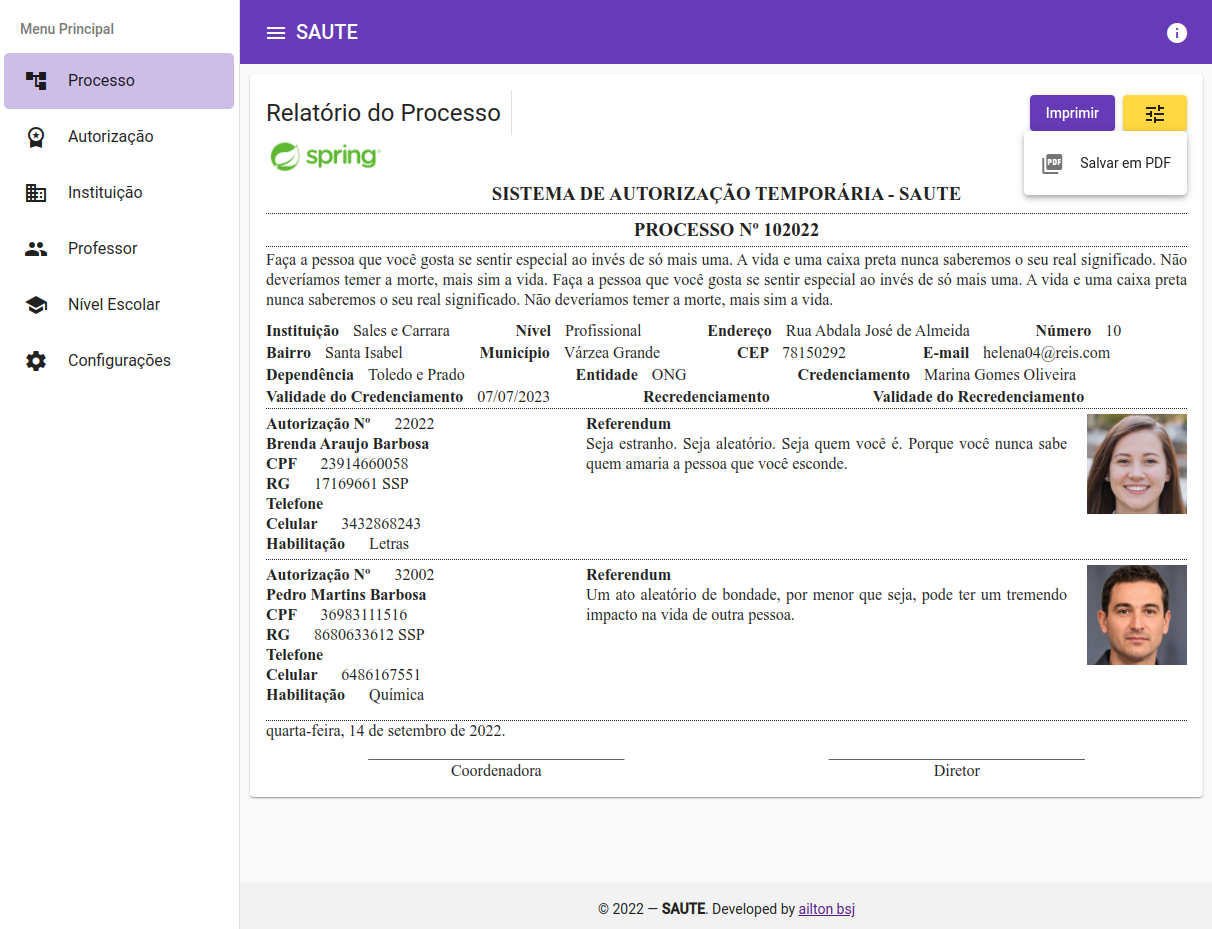 Menu Principal
Processo
Autorização
Instituição
Professor
Nível Escolar
Configurações
SAUTE
Relatório do Processo
Imprimir
PDF
Salvar em PDF
spring
SISTEMA DE AUTORIZAÇÃO TEMPORÁRIA - SAUTE
PROCESSO Nº 102022
Faça a pessoa que você gosta se sentir especial ao invés de só mais uma. A vida e uma caixa preta nunca saberemos o seu real significado. Não
deveríamos temer a morte, mais sim a vida. Faça a pessoa que você gosta se sentir especial ao invés de só mais uma. A vida e uma caixa preta
nunca saberemos o seu real significado. Não deveríamos temer a morte, mais sim a vida.
Instituição Sales e Carrara Nível Profissional Endereço Rua Abdala José de Almeida Número 10
Bairro Santa Isabel Município Várzea Grande CEP 78150292 E-mail helena04@reis.com
Dependência Toledo e Prado Entidade ONG Credenciamento Marina Gomes Oliveira
Validade do Credenciamento 07/07/2023 Recredenciamento Validade do Recredenciamento
Autorização Nº 22022
Brenda Araujo Barbosa
CPF 23914660058
RG 17169661 SSP
Telefone
Celular 3432868243
Habilitação Letras
Referendum
Seja estranho. Seja aleatório. Seja quem você é. Porque você nunca sabe
quem amaria a pessoa que você esconde.
Autorização Nº 32002
Pedro Martins Barbosa
CPF 36983111516
RG 8680633612 SSP
Telefone
Celular 6486167551
Habilitação Química
Referendum
Um ato aleatório de bondade, por menor que seja, pode ter um tremendo
impacto na vida de outra pessoa.
quarta-feira, 14 de setembro de 2022.
Coordenadora
Diretor
© 2022 — SAUTE. Developed by ailton bsj